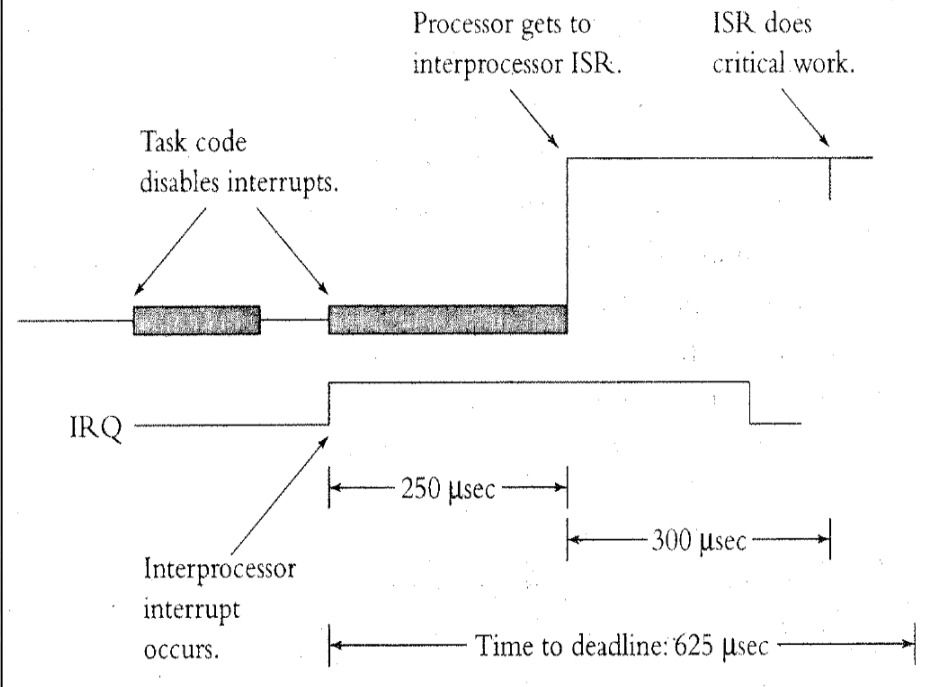 Processor gets to
interprocessor ISR.
ISR does
critical work.
Task code
disables interrupts.
IRQ
250 μsec
300 μsec
Interprocessor
interrupt
occurs.
Time to deadline: 625 μsec